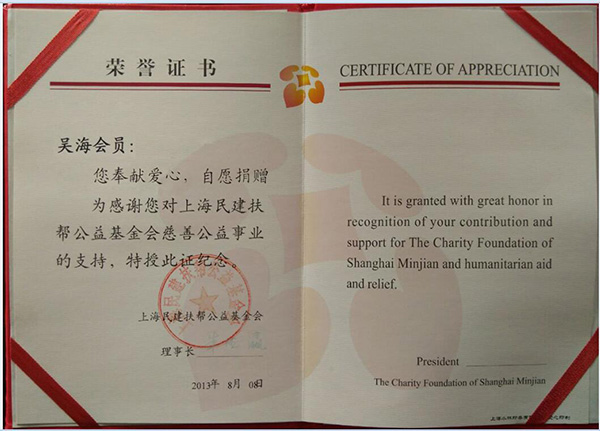 荣誉证书
吴海会员：
您奉献爱心，自愿捐赠
为感谢您对上海民建扶
帮公益基金会慈善公益事业
的支持，特授此证纪念。
上海民建扶帮公益基金会
理事长
2013年 8月 08日
CERTIFICATE OF APPRECIATION
It is granted with great honor in
recognition of your contribution and
support for The Charity Foundation of
Shanghai Minjian and humanitarian aid
and relief.
President
The Charity Foundation of Shanghai Minjian